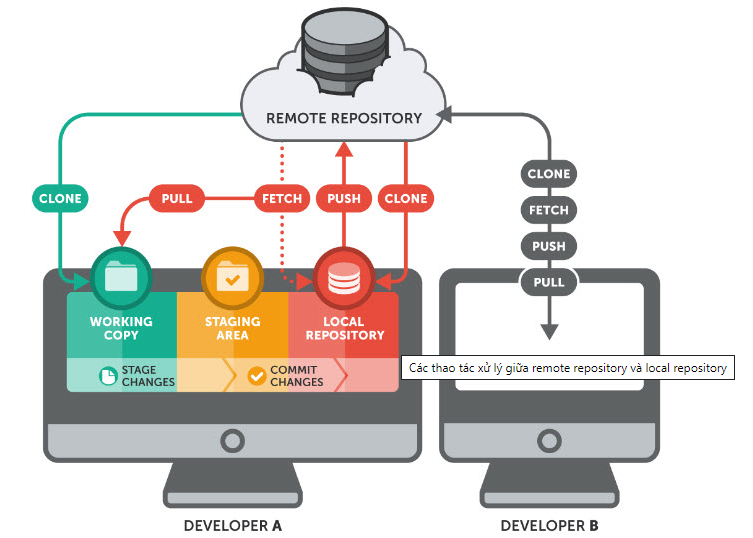 REMOTE REPOSITORY
CLONE
PULL
FETCH
PUSH
CLONE
CLONE
FETCH
PUSH
PULL
WORKING
COPY
STAGING
AREA
LOCAL
REPOSITORY
STAGE
CHANGES
COMMIT
CHANGES
Các thao tác xử lý giữa remote repository và local repository
DEVELOPER A
DEVELOPER B